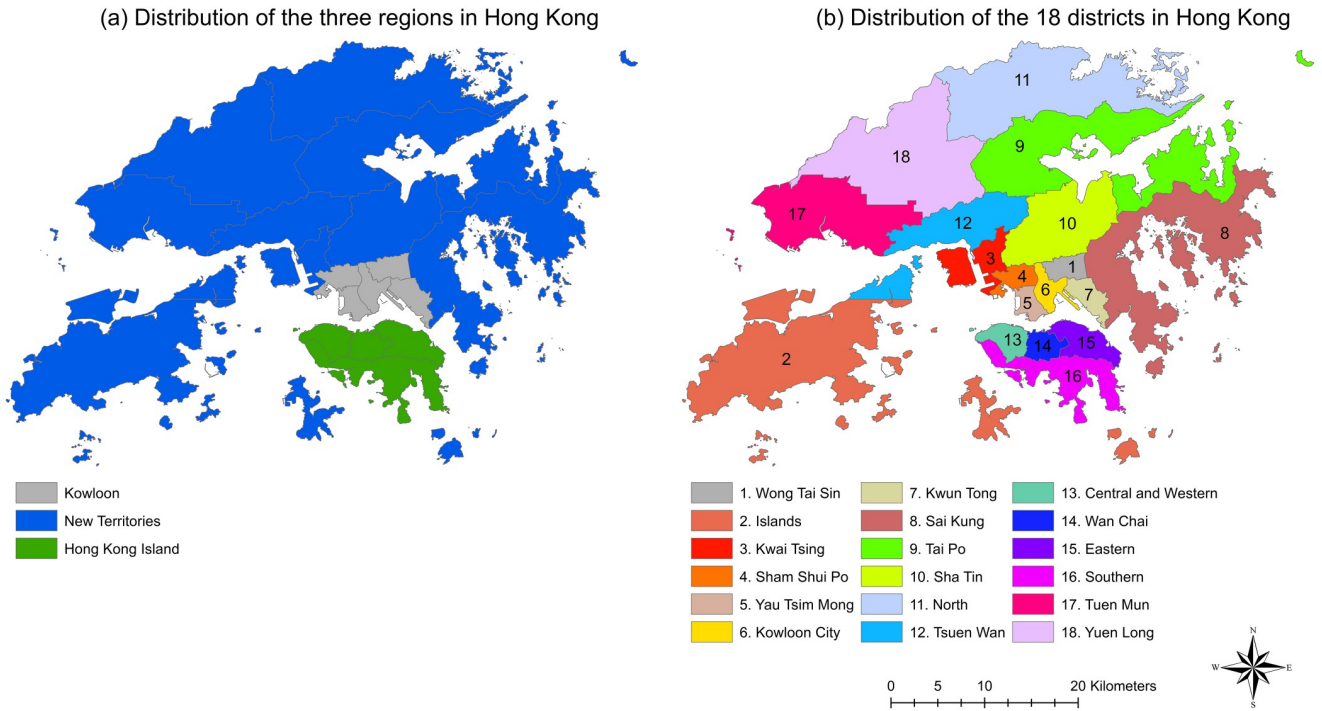 (a) Distribution of the three regions in Hong Kong
(b) Distribution of the 18 districts in Hong Kong
11
9
18
17
12
10
8
3
4
1
6
7
5
13
14
15
2
16
Kowloon
New Territories
Hong Kong Island
1. Wong Tai Sin
2. Islands
3. Kwai Tsing
4. Sham Shui Po
5. Yau Tsim Mong
6. Kowloon City
7. Kwun Tong
8. Sai Kung
9. Tai Po
10. Sha Tin
11. North
12. Tsuen Wan
13. Central and Western
14. Wan Chai
15. Eastern
16. Southern
17. Tuen Mun
18. Yuen Long
0 5 10 20 Kilometers
N
W E
S